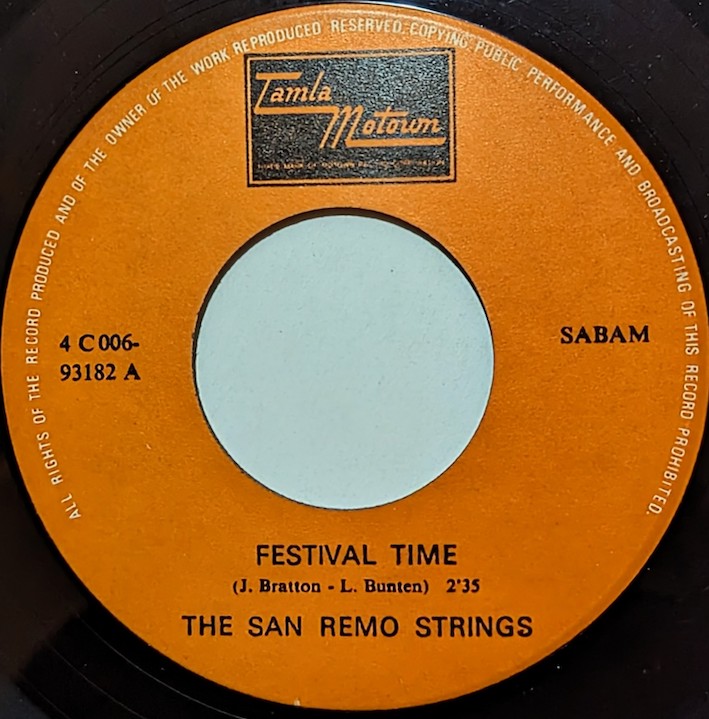 ALL RIGHTS OF THE RECORD PRODUCED AND OF THE OWNER OF THE WORK REPRODUCED RESERVED. COPYING, PUBLIC PERFORMANCE AND BROADCASTING OF THIS RECORD PROHIBITED.
Tamla
Motown
4 C 006-
93182 A
SABAM
FESTIVAL TIME
(J. Bratton - L. Bunten) 2'35
THE SAN REMO STRINGS